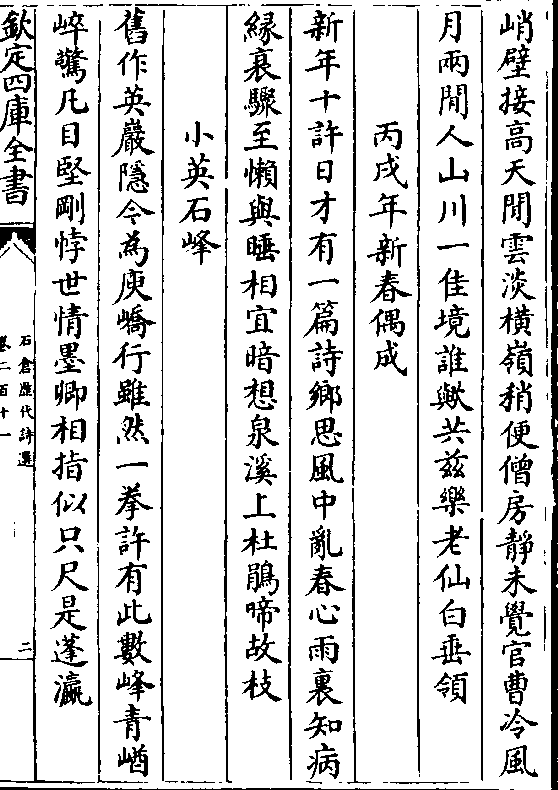 峭壁接高天閒雲淡橫嶺稍便僧房靜未覺官曹冷風
月兩閒人山川一佳境誰歟共茲樂老仙白垂領
丙戌年新春偶成
新年十許日才有一篇詩鄉思風中亂春心雨裏知病
緣衰驟至懶與睡相宜暗想泉溪上杜鵑啼故枝
小英石峰
舊作英巖隱今為庾嶠行雖然一拳許有此數峰青崷
崪驚凡目堅剛悖世情墨卿相指似只尺是蓬瀛
欽定四庫全書
石倉歷代詩選
卷二百十一
二